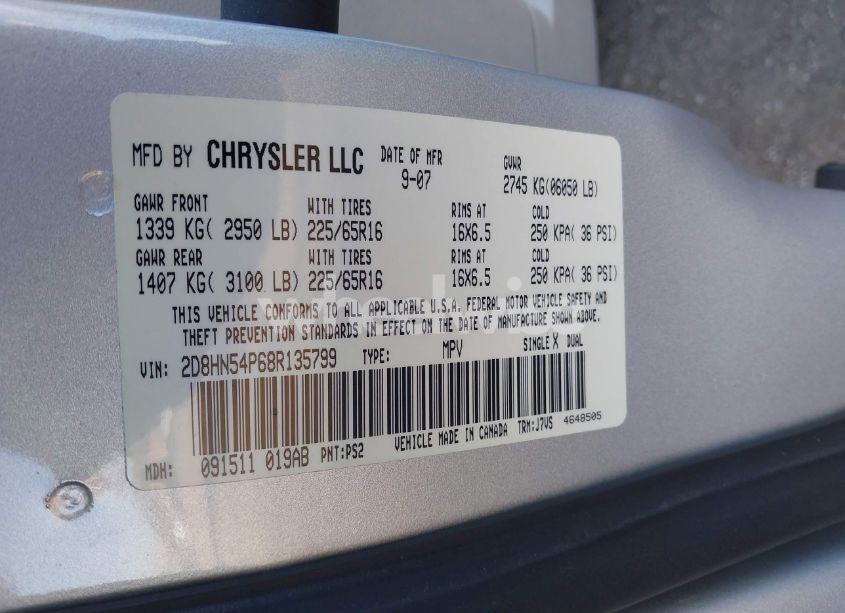 MFD BY CHRYSLER LLC DATE OF MFR 9-07 GVWR 2745 KG(06050 LB)
GAWR FRONT WITH TIRES RIMS AT COLD
1339 KG( 2950 LB) 225/65R16 16X6.5 250 KPA( 36 PSI)
GAWR REAR WITH TIRES RIMS AT COLD
1407 KG( 3100 LB) 225/65R16 16X6.5 250 KPA( 36 PSI)
THIS VEHICLE CONFORMS TO ALL APPLICABLE U.S.A. FEDERAL MOTOR VEHICLE SAFETY AND
THEFT PREVENTION STANDARDS IN EFFECT ON THE DATE OF MANUFACTURE SHOWN ABOVE.
VIN: 2D8HN54P68R135799 TYPE: MPV SINGLE X DUAL
MDH: 091511 019AB PNT:PS2 VEHICLE MADE IN CANADA TRM:J7VS 4648505